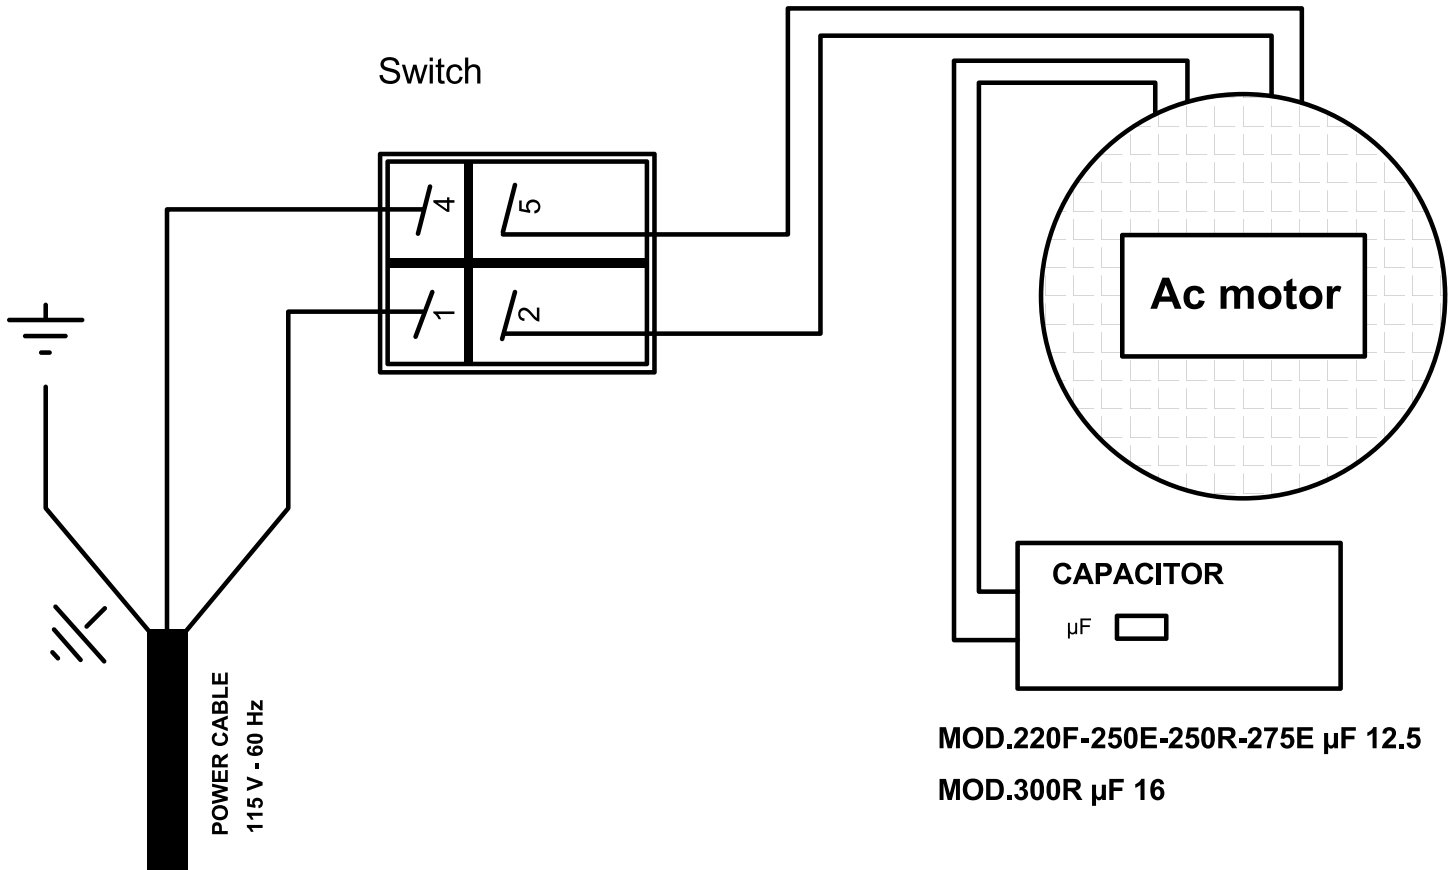 Switch
4
5
1
2
Ac motor
CAPACITOR
µF
POWER CABLE
115 V - 60 Hz
MOD.220F-250E-250R-275E µF 12.5
MOD.300R µF 16